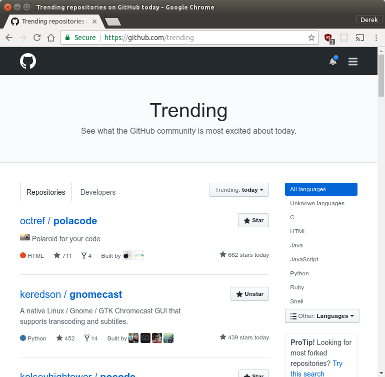 Trending repositories on GitHub today - Google Chrome
Trending repositories
Derek
Secure https://github.com/trending
2
Trending
See what the GitHub community is most excited about today.
Repositories
Developers
Trending: today
All languages
Unknown languages
C
HTML
Java
JavaScript
Python
Ruby
Shell
Other: Languages
octref / polacode
Star
Polaroid for your code
HTML 711 4 Built by
662 stars today
keredson / gnomecast
Unstar
A native Linux / Gnome / GTK Chromecast GUI that
supports transcoding and subtitles.
Python 452 14 Built by
439 stars today
ProTip! Looking for
most forked
repositories? Try
this search
kelseyhightower / nocode
Star